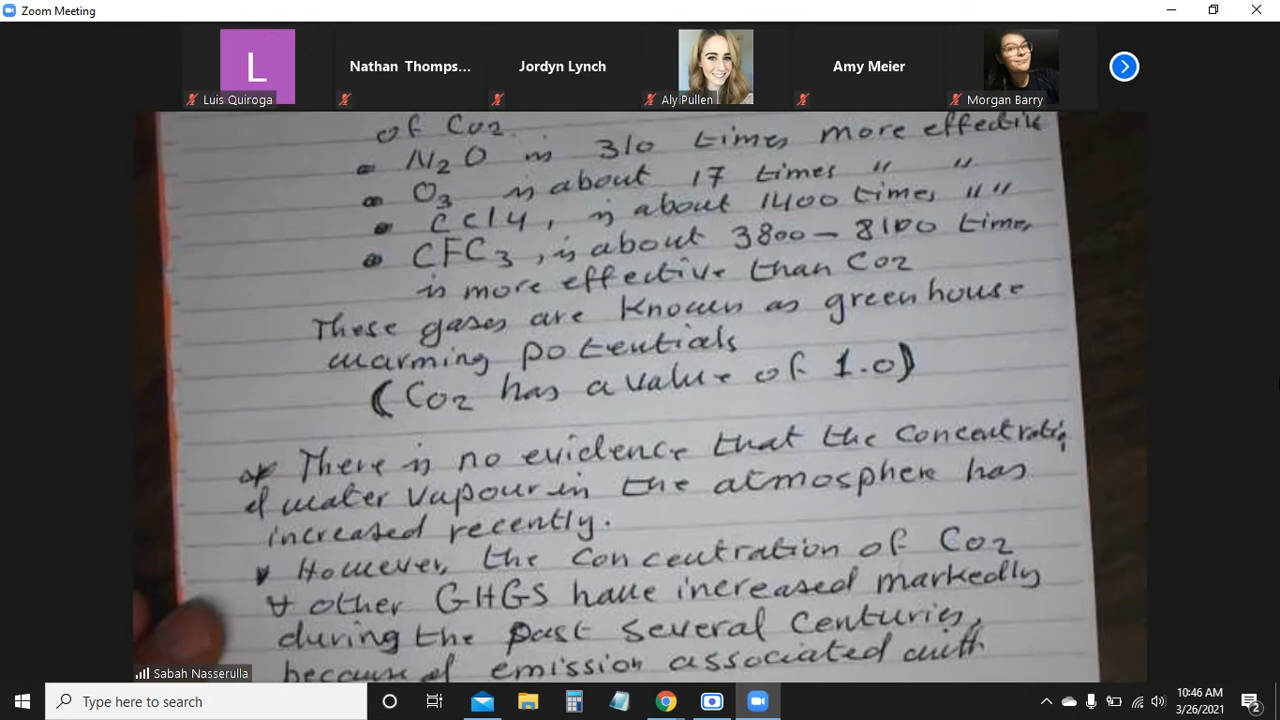 Zoom Meeting
L
Luis Quiroga
Nathan Thomps...
Jordyn Lynch
Aly Pullen
Amy Meier
Morgan Barry
of CO2.
• N2O is 310 times more effective
• O3 is about 17 times " "
• CCl4, is about 1400 times " "
• CFC3, is about 3800 - 8100 times
is more effective than CO2
These gases are known as greenhouse
warming potentials
(CO2 has a value of 1.0)
* There is no evidence that the concentration
of water vapour in the atmosphere has
increased recently.
However, the concentration of CO2
& other GHGS have increased markedly
during the past several centuries,
because of emission associated with
Sabah Nasserulla
Type here to search
10:46 AM
3/26/2021
2